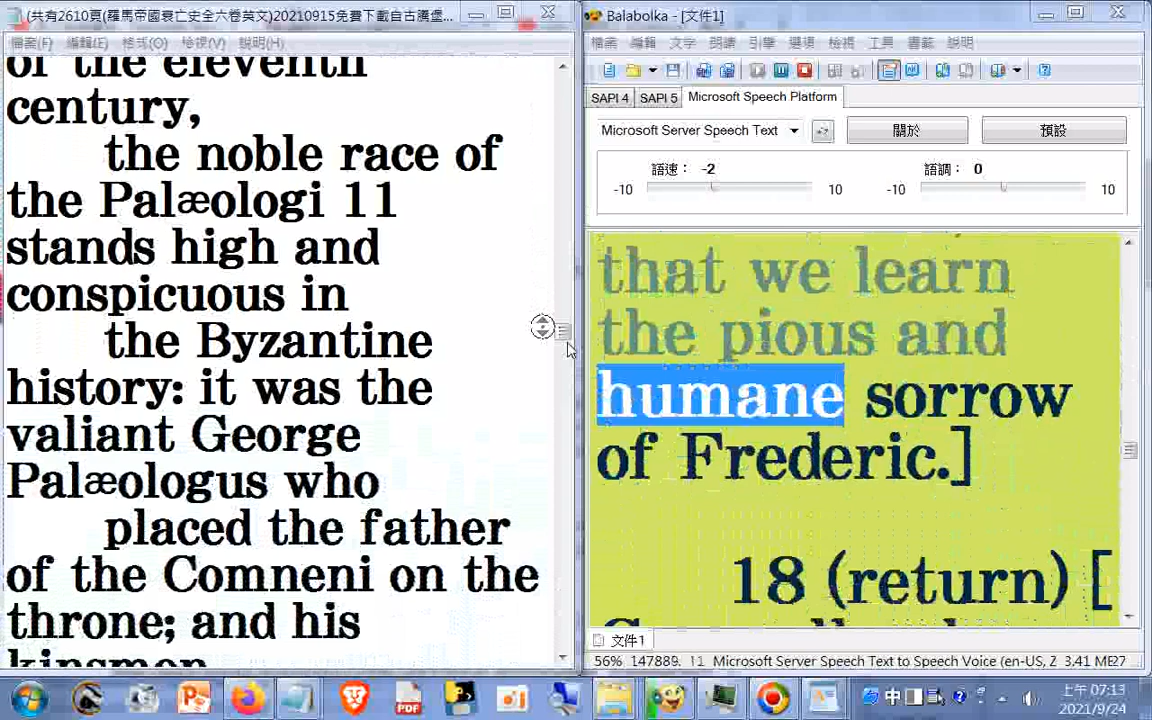 (共有2610頁(羅馬帝國衰亡史全六卷英文)20210915免費下載自古騰堡...
檔案(F) 編輯(E) 格式(O) 檢視(V) 說明(H)
of the eleventh
century,
the noble race of
the Palæologi 11
stands high and
conspicuous in
the Byzantine
history: it was the
valiant George
Palæologus who
placed the father
of the Comneni on the
throne; and his
kinsmen
Balabolka - [文件1]
檔案 編輯 文字 朗讀 引擎 選項 檢視 工具 書籤 說明
SAPI 4 SAPI 5 Microsoft Speech Platform
Microsoft Server Speech Text 關於 預設
語速： -2 語調： 0
-10 10 -10 10
that we learn
the pious and
humane sorrow
of Frederic.]
18 (return) [
文件1
56% 147889. 11 Microsoft Server Speech Text to Speech Voice (en-US, Z 3,41 ME27
PDF
中
上午 07:13
2021/9/24